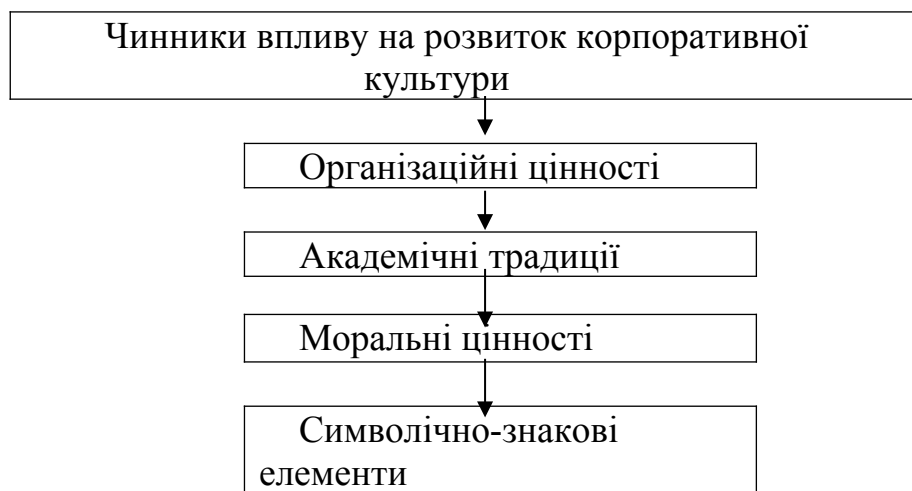 Чинники впливу на розвиток корпоративної
культури
Організаційні цінності
Академічні традиції
Моральні цінності
Символічно-знакові
елементи